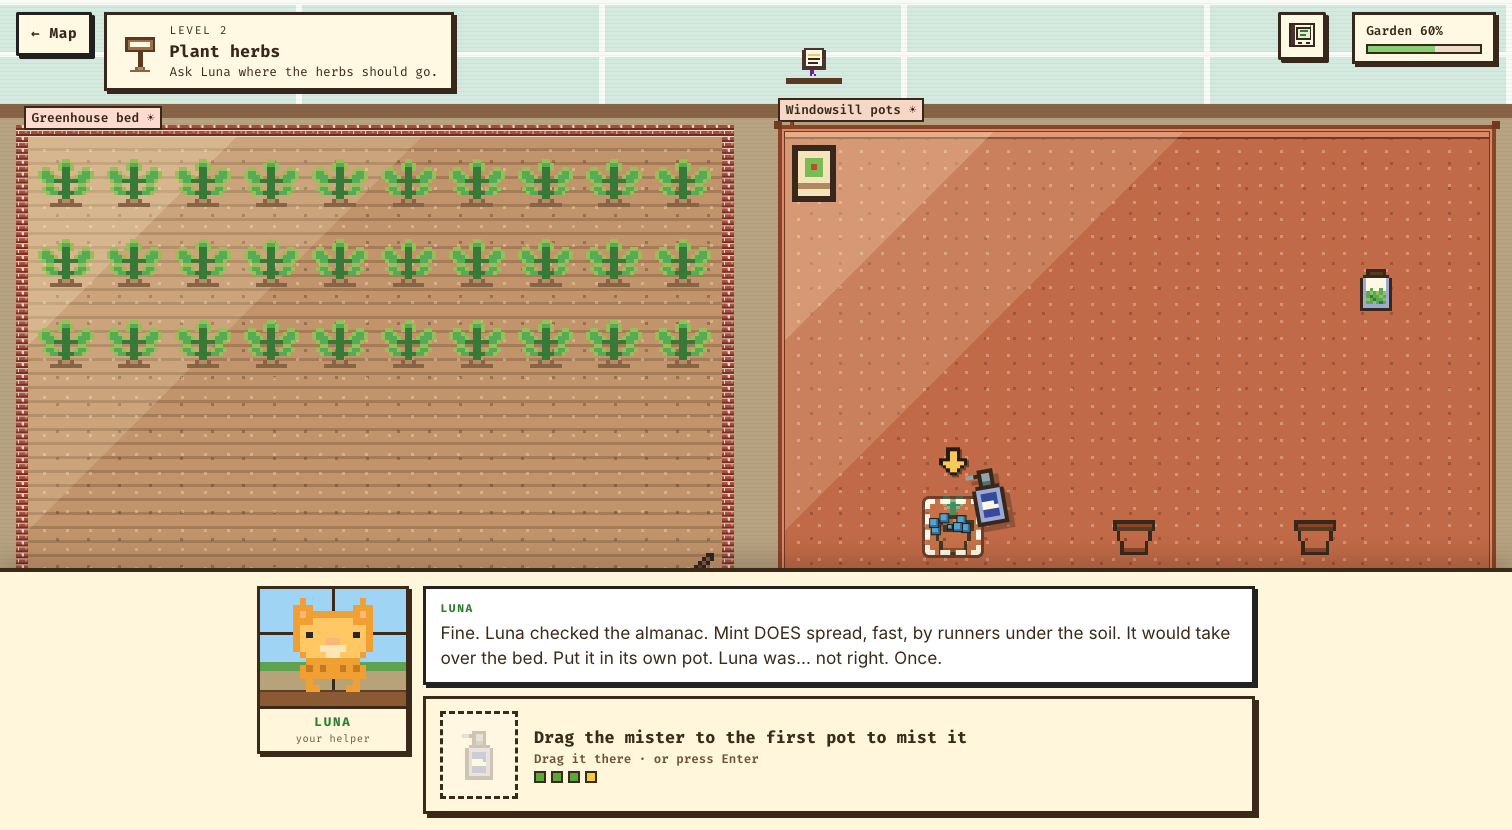 ← Map
LEVEL 2
Plant herbs
Ask Luna where the herbs should go.
Garden 60%
Greenhouse bed ☀
Windowsill pots ☀
LUNA
Fine. Luna checked the almanac. Mint DOES spread, fast, by runners under the soil. It would take
over the bed. Put it in its own pot. Luna was... not right. Once.
LUNA
your helper
Drag the mister to the first pot to mist it
Drag it there · or press Enter